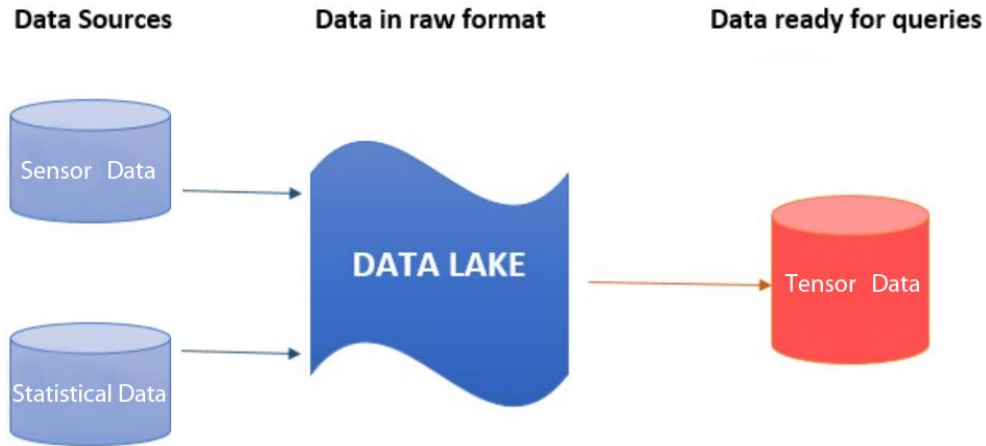 Data Sources
Data in raw format
Data ready for queries
Sensor Data
DATA LAKE
Tensor Data
Statistical Data